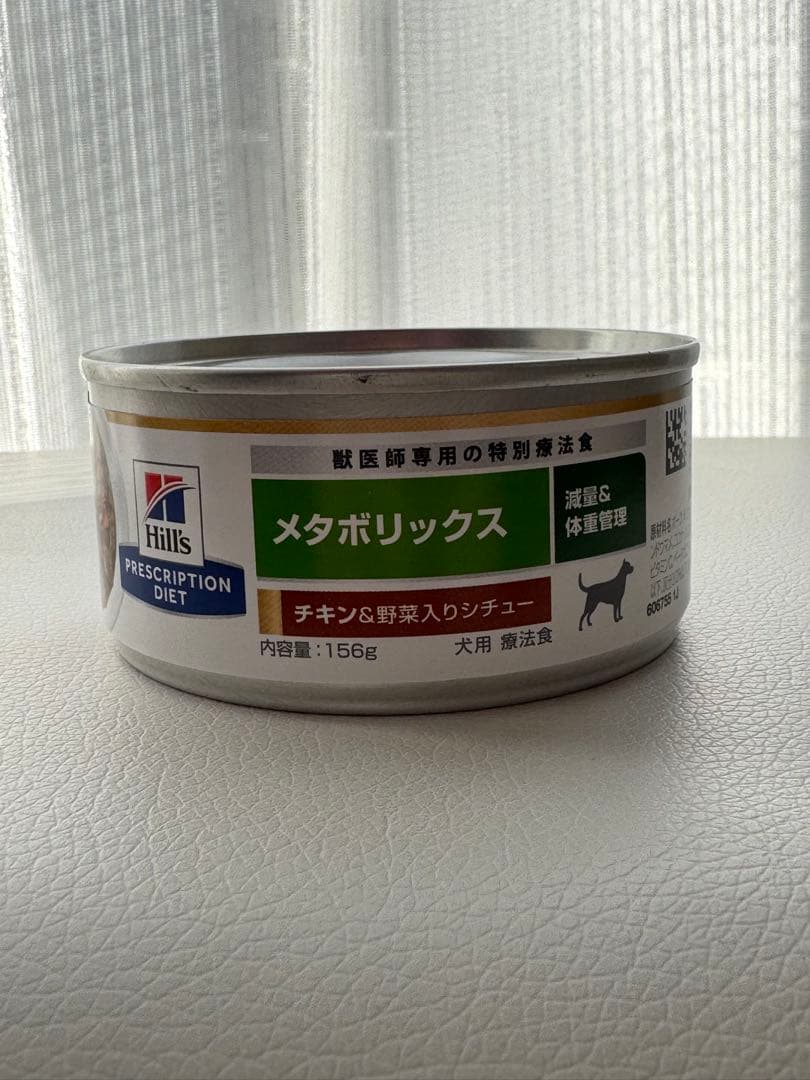 獣医師専用の特別療法食
Hill's
PRESCRIPTION
DIET
メタボリックス
減量&
体重管理
チキン&野菜入りシチュー
内容量:156g
犬用 療法食
606755 1J